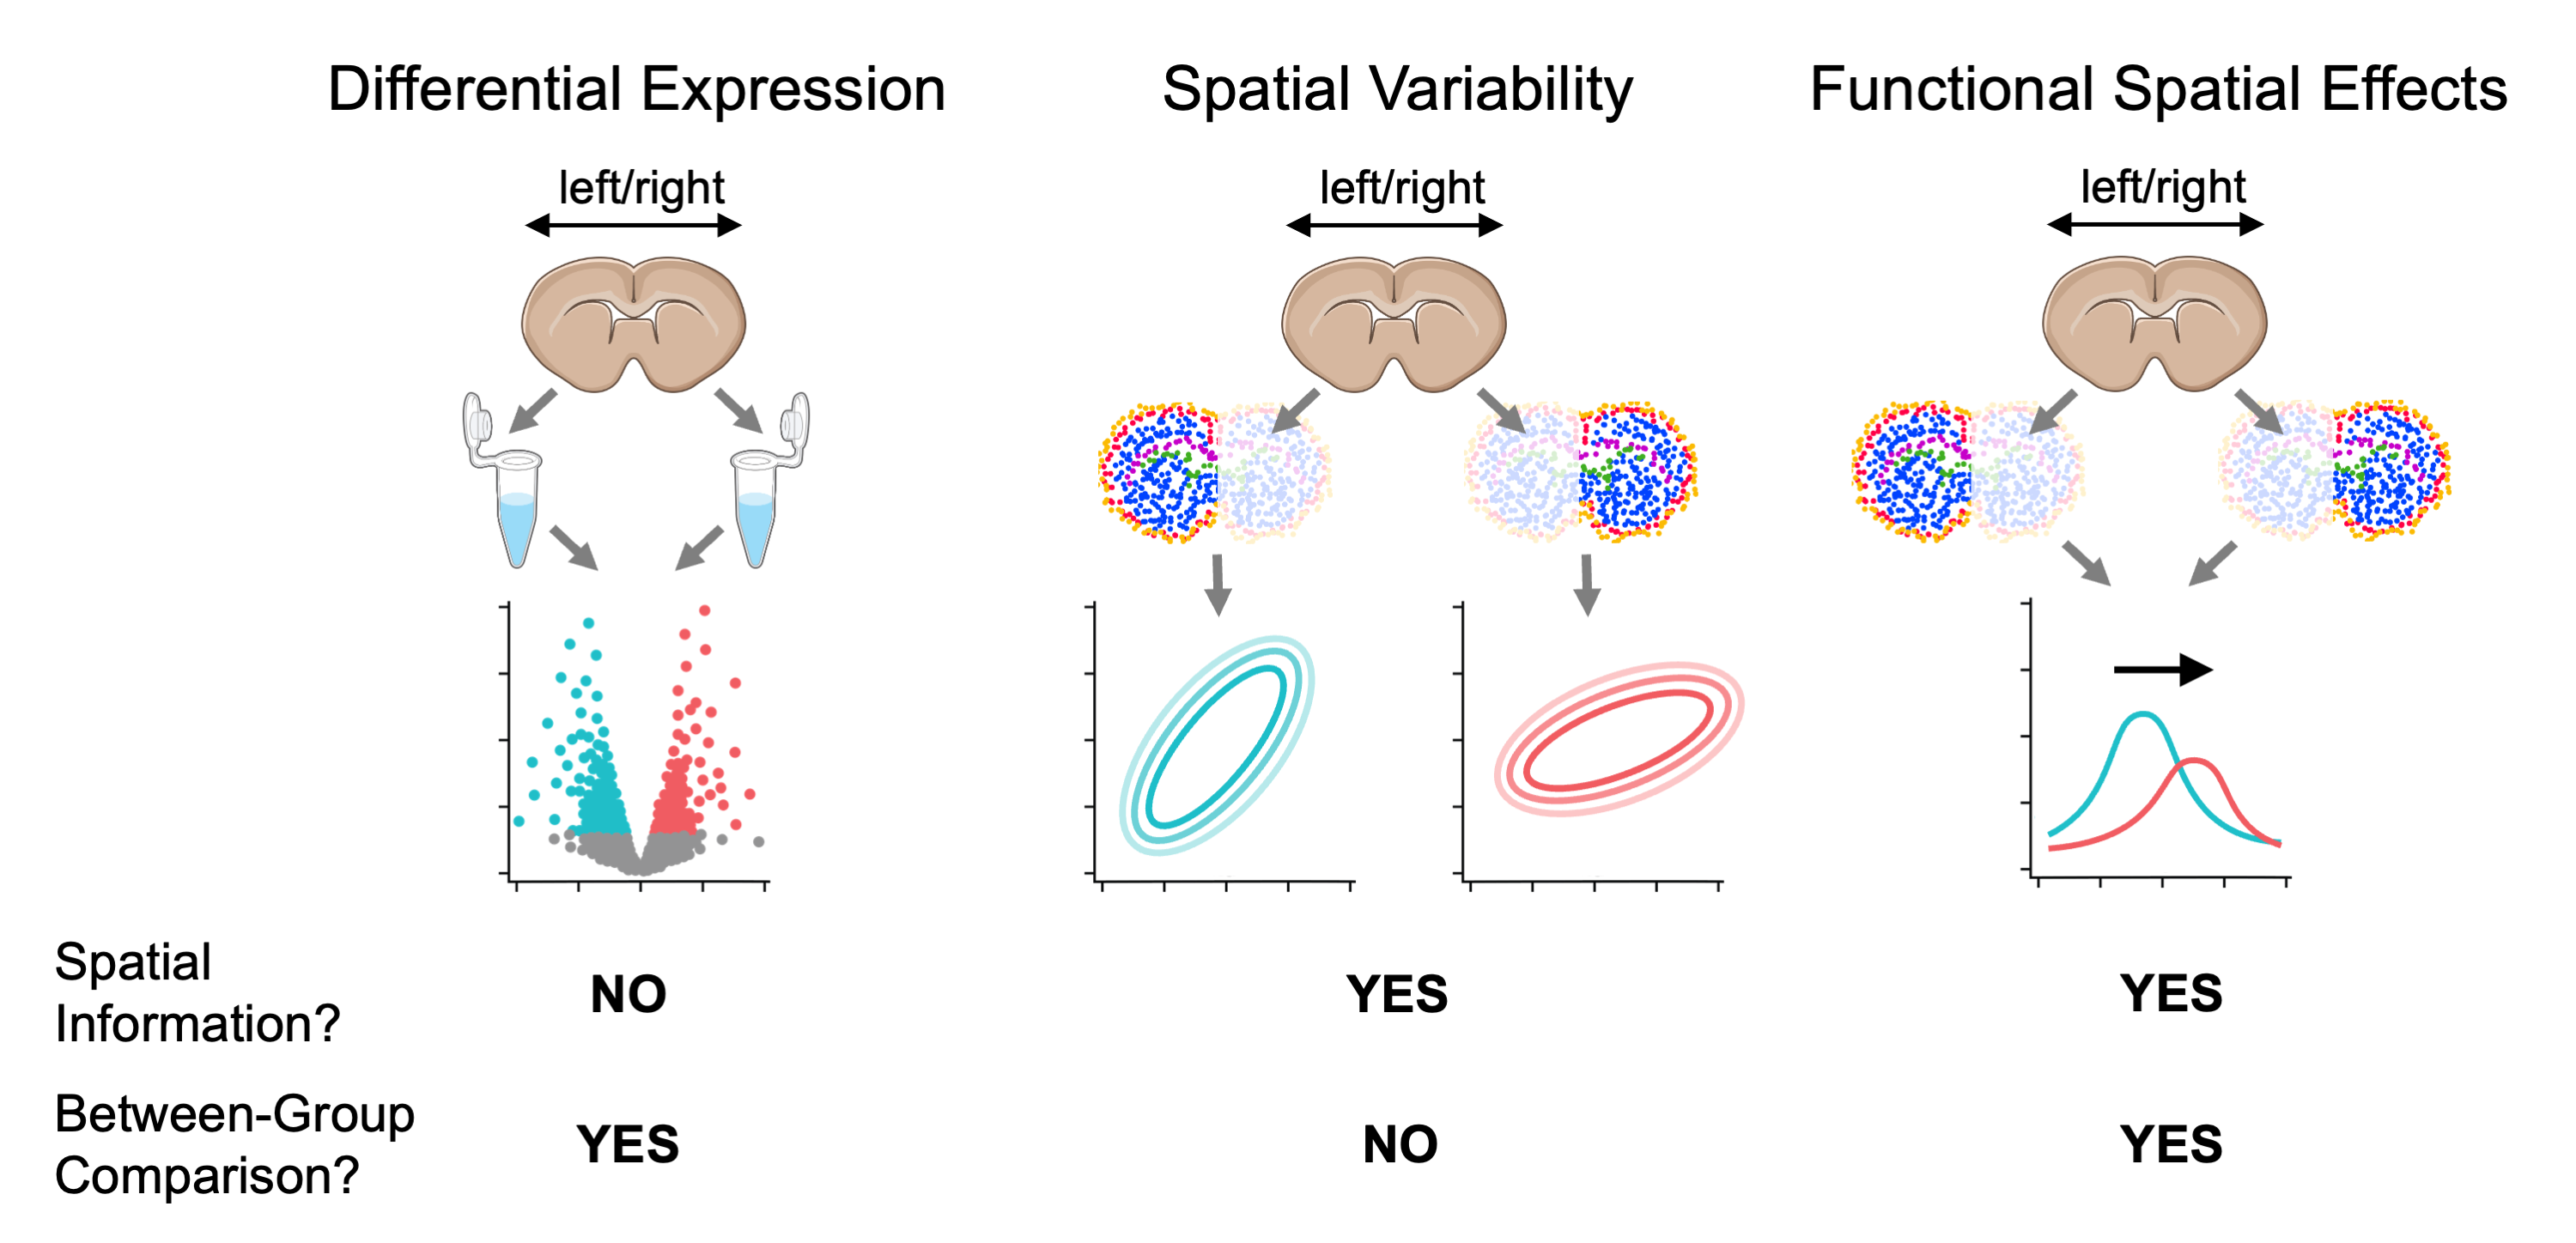 Differential Expression
Spatial Variability
Functional Spatial Effects
left/right
left/right
left/right
Spatial
Information?
NO
YES
YES
Between-Group
Comparison?
YES
NO
YES